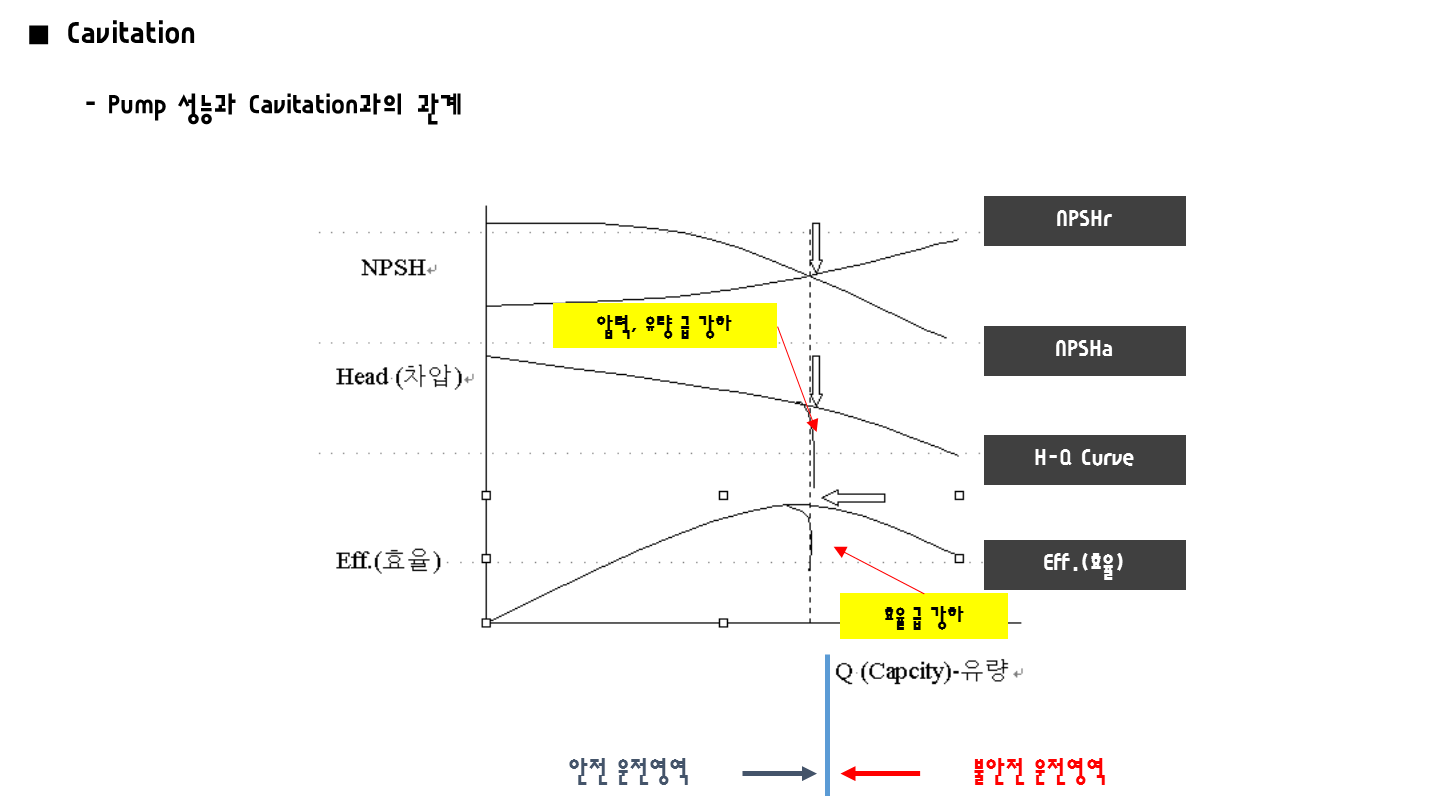 ■ Cavitation
- Pump 성능과 Cavitation과의 관계
NPSHr
NPSH
압력, 유량 급 강하
NPSHa
Head (차압)
H-Q Curve
Eff.(효율)
Eff.(효율)
효율 급 강하
Q (Capcity)-유량
안전 운전영역
불안전 운전영역